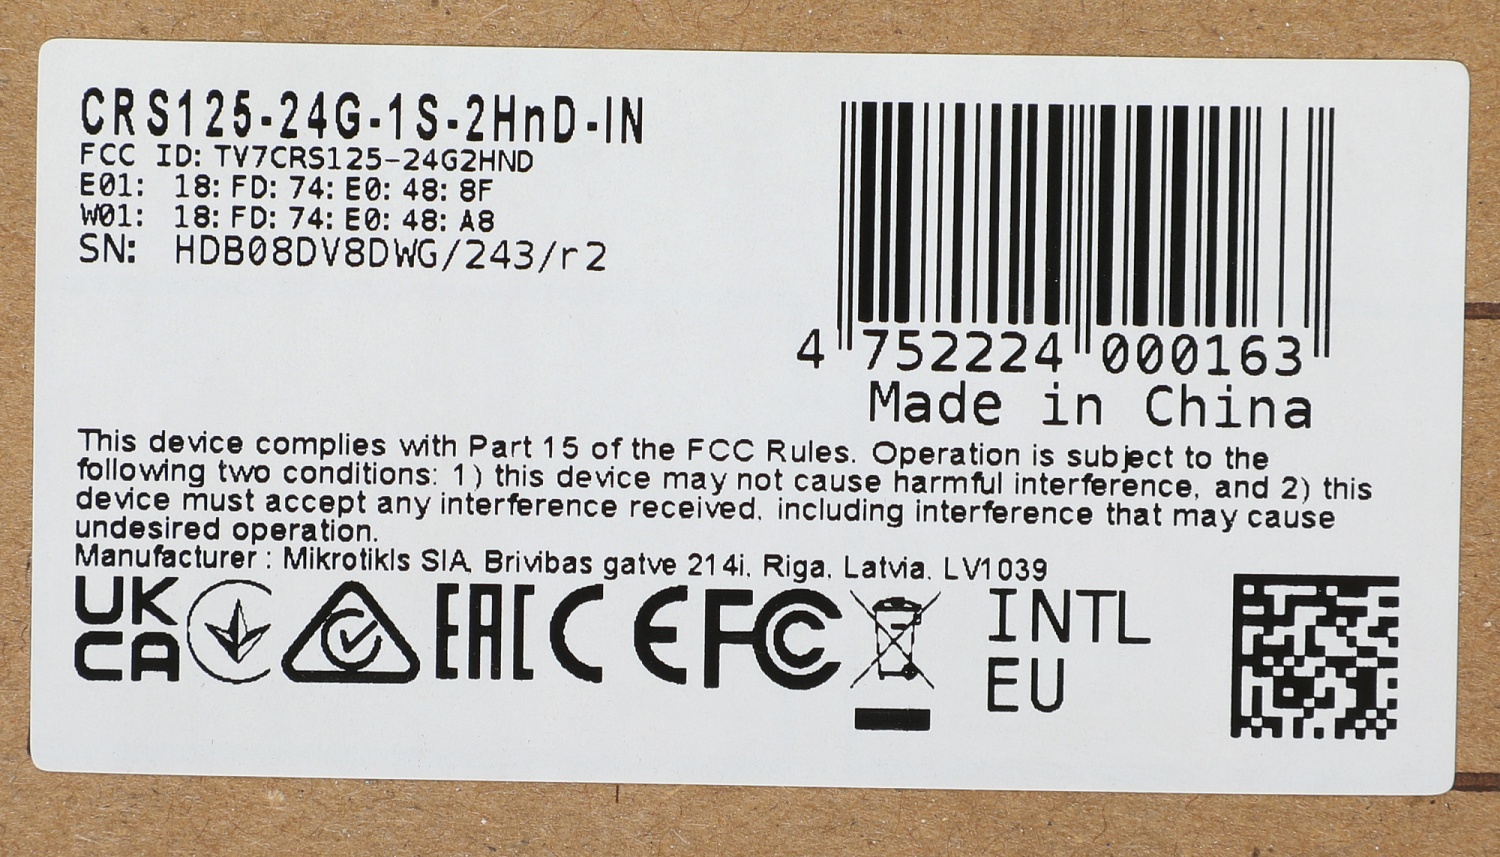 CRS125-24G-1S-2HnD-IN
FCC ID: TV7CRS125-24G2HND
E01: 18:FD:74:E0:48:8F
W01: 18:FD:74:E0:48:A8
SN: HDB08DV8DWG/243/r2
4 752224 000163
Made in China
This device complies with Part 15 of the FCC Rules. Operation is subject to the
following two conditions: 1) this device may not cause harmful interference, and 2) this
device must accept any interference received, including interference that may cause
undesired operation.
Manufacturer : Mikrotikls SIA, Brivibas gatve 214i, Riga, Latvia, LV1039
UK
CA
EAC CE FC INTL
EU